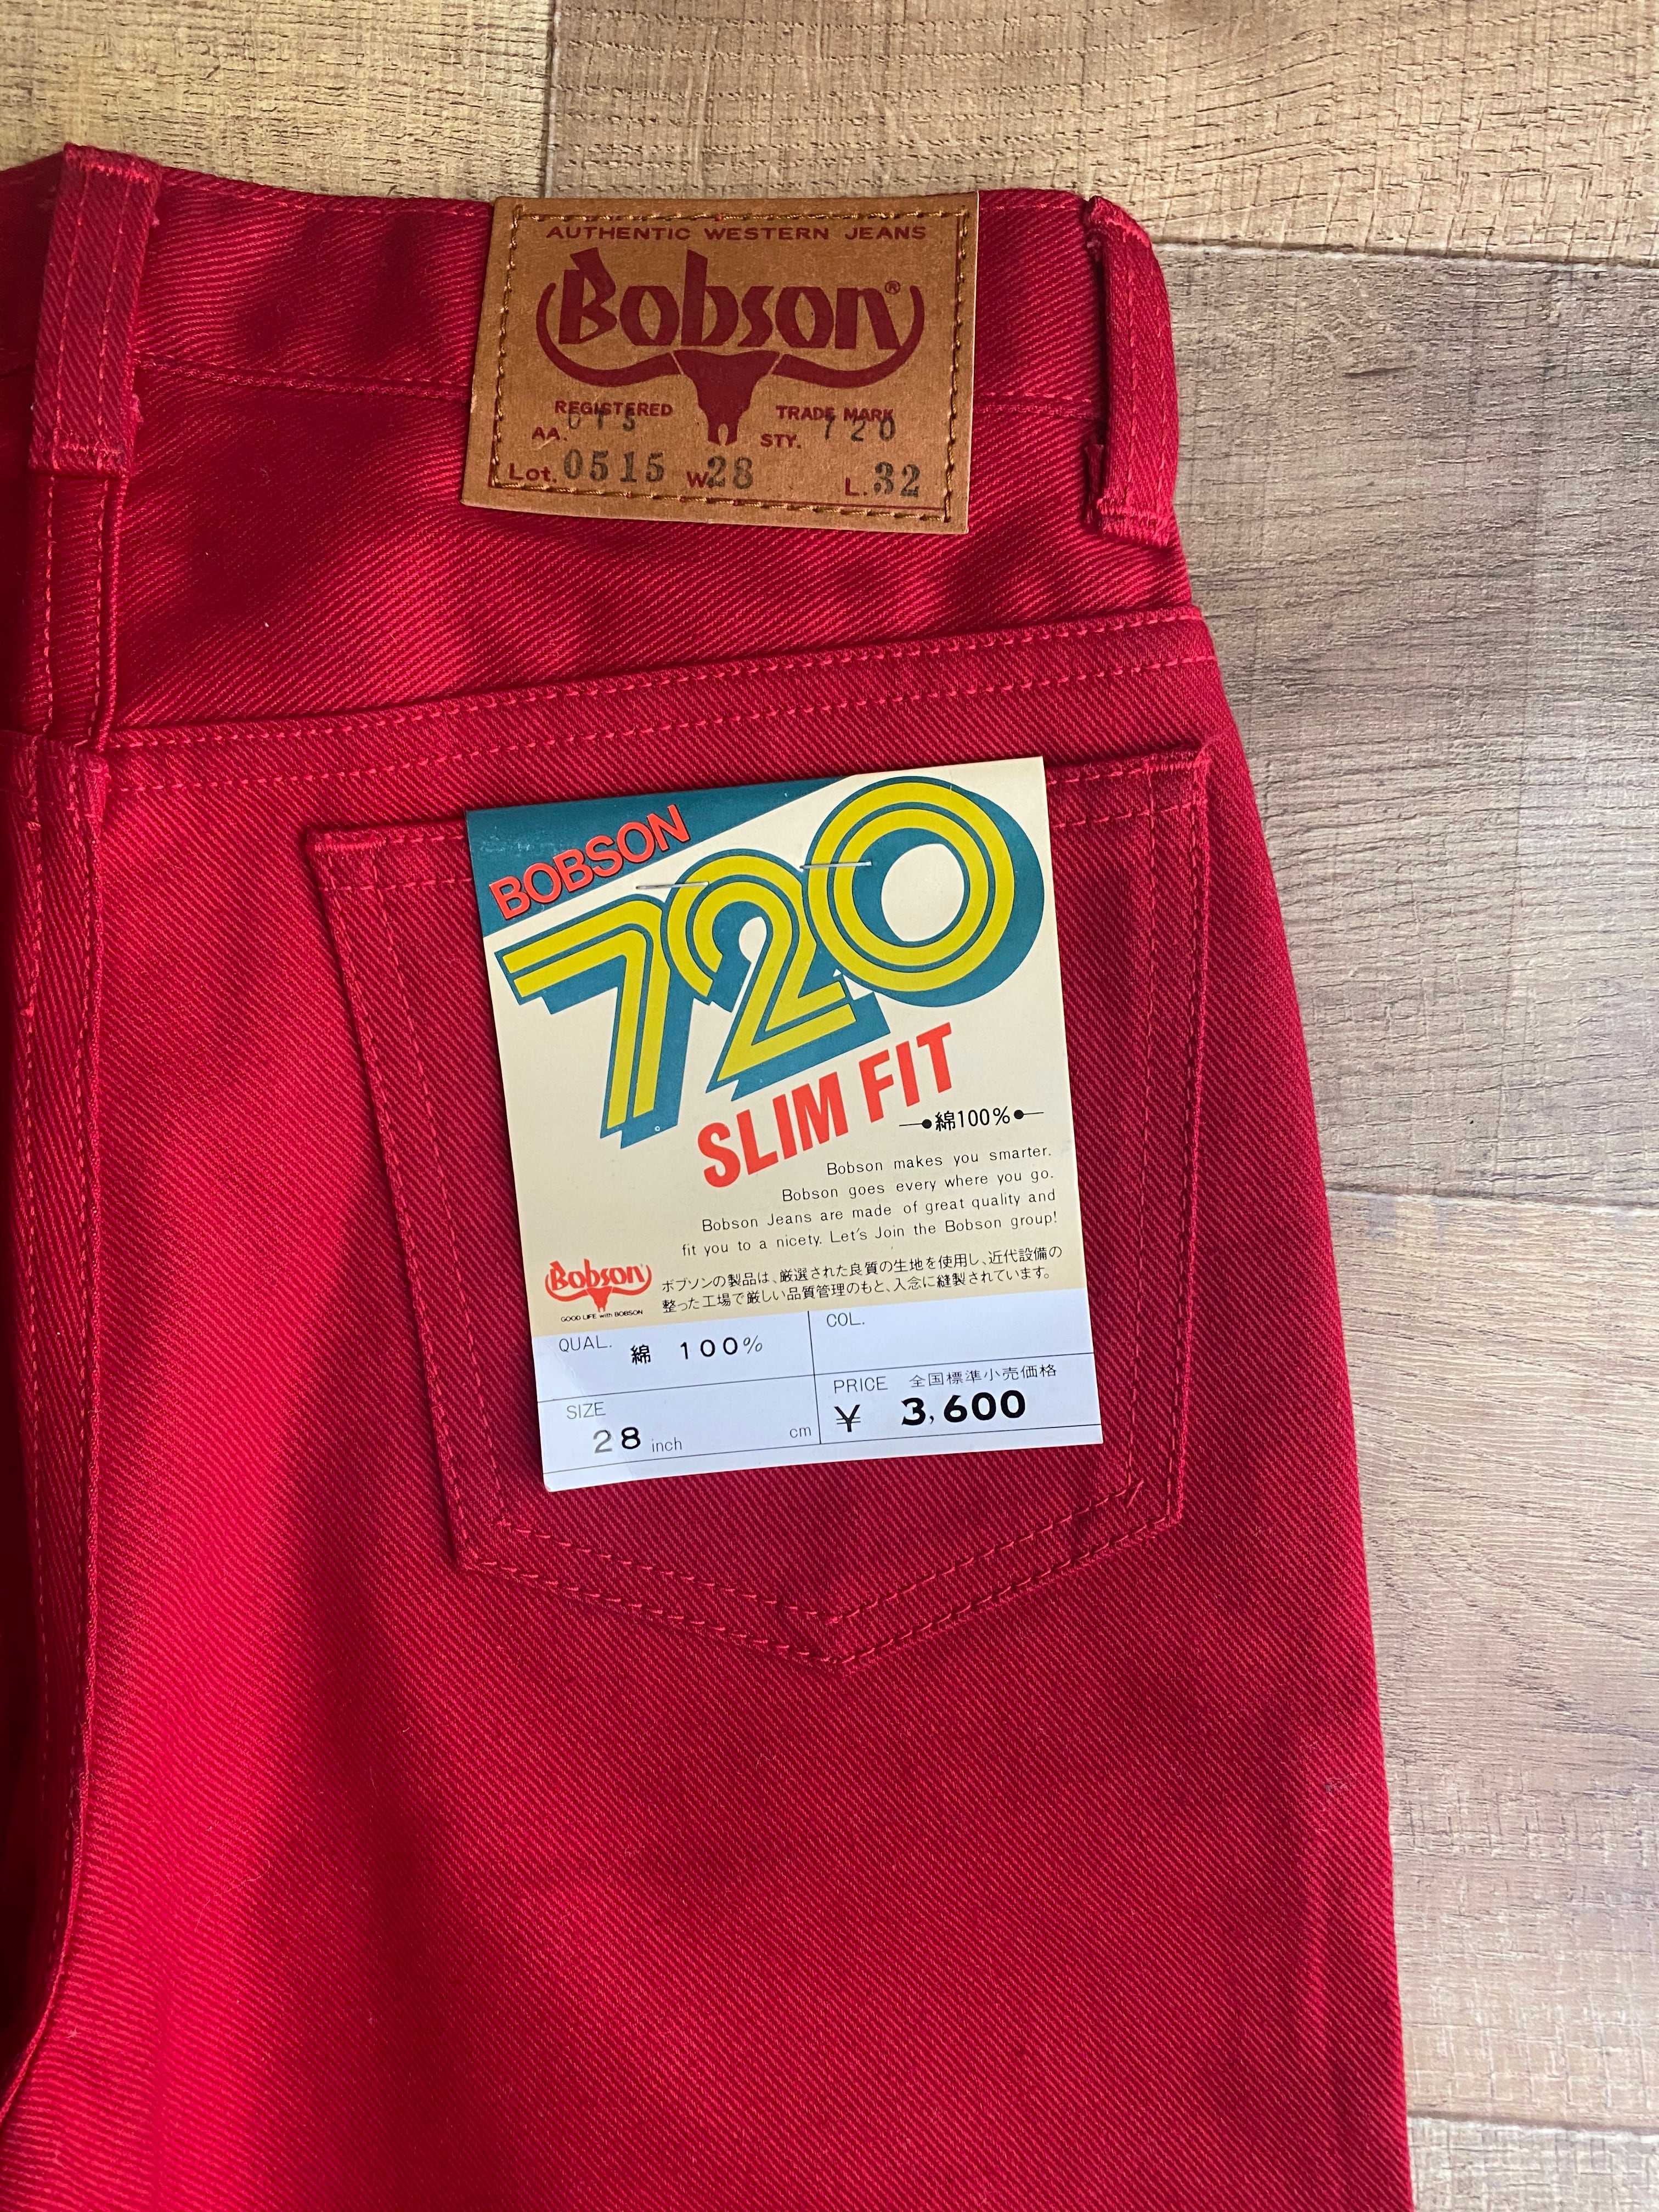 AUTHENTIC WESTERN JEANS
Bobson®
REGISTERED TRADE MARK
AA. STY. 720
Lot. 0515 W. 28 L. 32
BOBSON
720
SLIM FIT
綿100%
Bobson makes you smarter.
Bobson goes every where you go.
Bobson Jeans are made of great quality and
fit you to a nicety. Let's Join the Bobson group!
Bobson
GOOD LIFE with BOBSON
ボブソンの製品は、厳選された良質の生地を使用し、近代設備の
整った工場で厳しい品質管理のもと、入念に縫製されています。
QUAL. 綿 100%
COL.
SIZE
28 inch cm
PRICE 全国標準小売価格
¥ 3,600